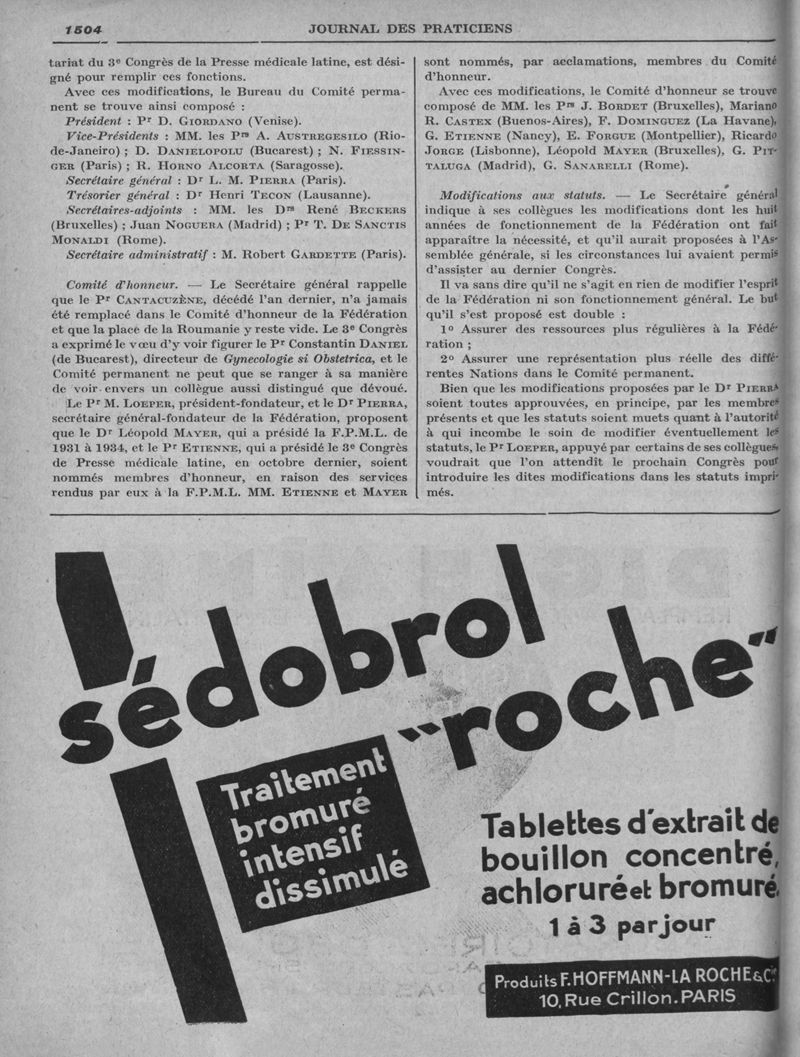 1504
JOURNAL DES PRATICIENS
tariat du 3e Congrès de la Presse médicale latine, est dési-
gné pour remplir ces fonctions.
Avec ces modifications, le Bureau du Comité perma-
nent se trouve ainsi composé :
Président : Pr D. GIORDANO (Venise).
Vice-Présidents : MM. les Prs A. AUSTREGESILO (Rio-
de-Janeiro) ; D. DANIELOPOLU (Bucarest) ; N. FIESSIN-
GER (Paris) ; R. HORNO ALCORTA (Saragosse).
Secrétaire général : Dr L. M. PIERRA (Paris).
Trésorier général : Dr Henri TECON (Lausanne).
Secrétaires-adjoints : MM. les Drs René BECKERS
(Bruxelles) ; Juan NOGUERA (Madrid) ; Pr T. DE SANCTIS
MONALDI (Rome).
Secrétaire administratif : M. Robert GARDETTE (Paris).
Comité d'honneur. — Le Secrétaire général rappelle
que le Pr CANTACUZÈNE, décédé l'an dernier, n'a jamais
été remplacé dans le Comité d'honneur de la Fédération
et que la place de la Roumanie y reste vide. Le 3e Congrès
a exprimé le vœu d'y voir figurer le Pr Constantin DANIEL
(de Bucarest), directeur de Gynecologie si Obstetrica, et le
Comité permanent ne peut que se ranger à sa manière
de voir envers un collègue aussi distingué que dévoué.
Le Pr M. LOEPER, président-fondateur, et le Dr PIERRA,
secrétaire général-fondateur de la Fédération, proposent
que le Dr Léopold MAYER, qui a présidé la F.P.M.L. de
1931 à 1934, et le Pr ETIENNE, qui a présidé le 3e Congrès
de Presse médicale latine, en octobre dernier, soient
nommés membres d'honneur, en raison des services
rendus par eux à la F.P.M.L. MM. ETIENNE et MAYER
sont nommés, par acclamations, membres du Comité
d'honneur.
Avec ces modifications, le Comité d'honneur se trouve
composé de MM. les Prs J. BORDET (Bruxelles), Mariano
R. CASTEX (Buenos-Aires), F. DOMINGUEZ (La Havane),
G. ETIENNE (Nancy), E. FORGUE (Montpellier), Ricardo
JORGE (Lisbonne), Léopold MAYER (Bruxelles), G. PIT-
TALUGA (Madrid), G. SANARELLI (Rome).
Modifications aux statuts. — Le Secrétaire général
indique à ses collègues les modifications dont les huit
années de fonctionnement de la Fédération ont fait
apparaître la nécessité, et qu'il aurait proposées à l'As-
semblée générale, si les circonstances lui avaient permis
d'assister au dernier Congrès.
Il va sans dire qu'il ne s'agit en rien de modifier l'esprit
de la Fédération ni son fonctionnement général. Le but
qu'il s'est proposé est double :
1o Assurer des ressources plus régulières à la Fédé-
ration ;
2o Assurer une représentation plus réelle des diffé-
rentes Nations dans le Comité permanent.
Bien que les modifications proposées par le Dr PIERRA
soient toutes approuvées, en principe, par les membres
présents et que les statuts soient muets quant à l'autorité
à qui incombe le soin de modifier éventuellement les
statuts, le Pr LOEPER, appuyé par certains de ses collègues,
voudrait que l'on attendît le prochain Congrès pour
introduire les dites modifications dans les statuts impri-
més.
sédobrol
"roche"
Traitement
bromuré
intensif
dissimulé
Tablettes d'extrait de
bouillon concentré,
achloruré et bromuré.
1 à 3 par jour
Produits F. HOFFMANN-LA ROCHE & Cie
10, Rue Crillon. PARIS